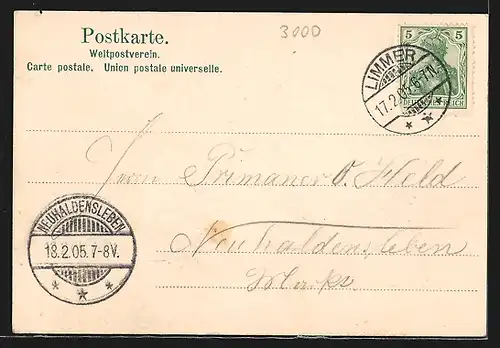 Postkarte.
Weltpostverein.
Carte postale. Union postale universelle.
3000
5 5
DEUTSCHES REICH
LIMMER
17.2.05.6-7N.
* * *
Herrn Primaner O. Held
Neuhaldensleben
NEUHALDENSLEBEN
18.2.05.7-8V.
* * *